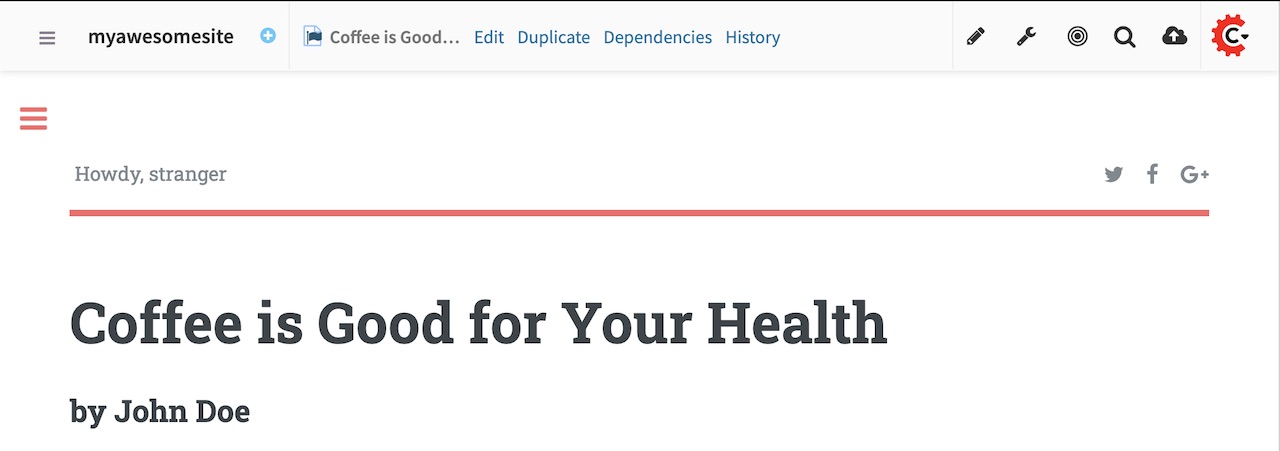 myawesomesite Coffee is Good... Edit Duplicate Dependencies History
Howdy, stranger
Coffee is Good for Your Health
by John Doe